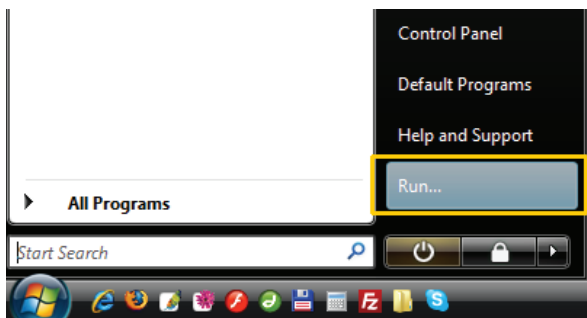 Control Panel
Default Programs
Help and Support
Run...
All Programs
Start Search